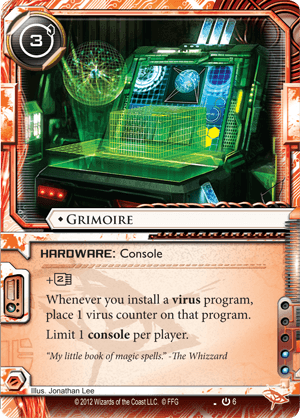 3
• GRIMOIRE
HARDWARE: Console
+2
Whenever you install a virus program,
place 1 virus counter on that program.
Limit 1 console per player.
"My little book of magic spells." -The Whizzard
Illus. Jonathan Lee
© 2012 Wizards of the Coast LLC. © FFG
6